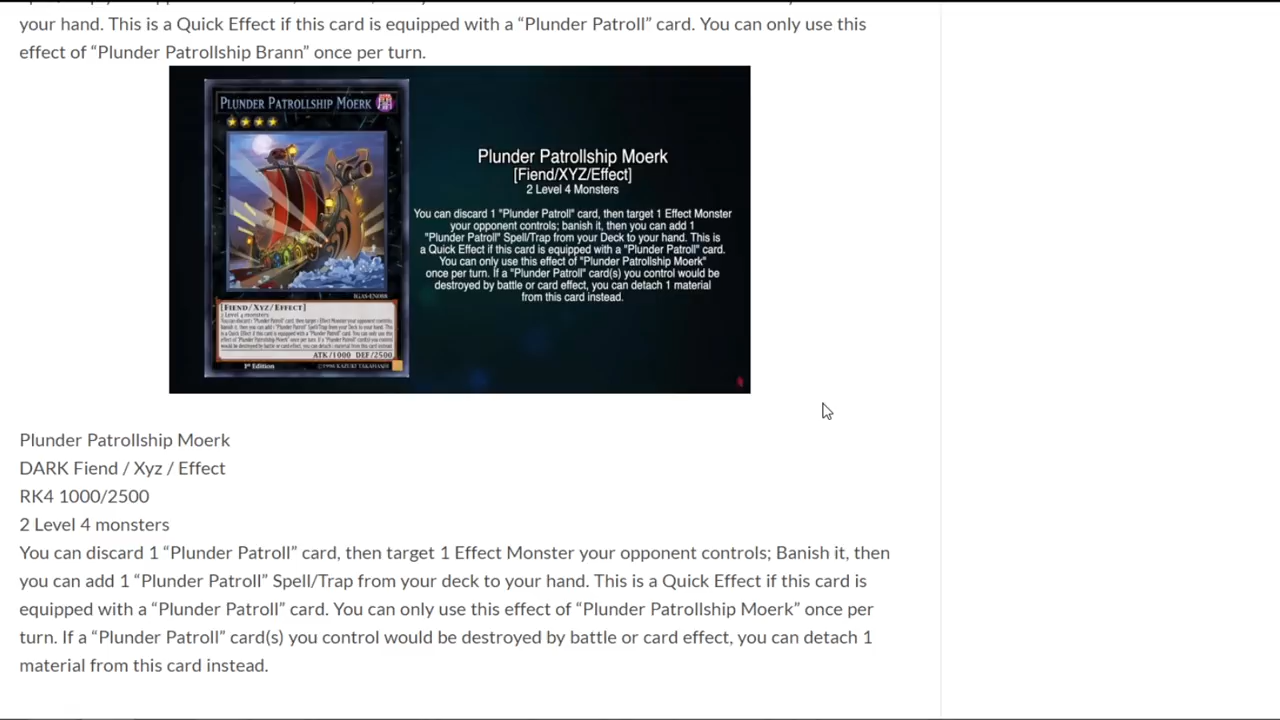 your hand. This is a Quick Effect if this card is equipped with a “Plunder Patroll” card. You can only use this
effect of “Plunder Patrollship Brann” once per turn.
PLUNDER PATROLLSHIP MOERK
Plunder Patrollship Moerk
[Fiend/XYZ/Effect]
2 Level 4 Monsters
You can discard 1 "Plunder Patroll" card, then target 1 Effect Monster
your opponent controls; banish it, then you can add 1
"Plunder Patroll" Spell/Trap from your Deck to your hand. This is
a Quick Effect if this card is equipped with a "Plunder Patroll" card.
You can only use this effect of "Plunder Patrollship Moerk"
once per turn. If a "Plunder Patroll" card(s) you control would be
destroyed by battle or card effect, you can detach 1 material
from this card instead.
[FIEND/XYZ/EFFECT]
2 Level 4 monsters
ATK/1000 DEF/2500
1st Edition
©1996 KAZUKI TAKAHASHI
Plunder Patrollship Moerk
DARK Fiend / Xyz / Effect
RK4 1000/2500
2 Level 4 monsters
You can discard 1 “Plunder Patroll” card, then target 1 Effect Monster your opponent controls; Banish it, then
you can add 1 “Plunder Patroll” Spell/Trap from your deck to your hand. This is a Quick Effect if this card is
equipped with a “Plunder Patroll” card. You can only use this effect of “Plunder Patrollship Moerk” once per
turn. If a “Plunder Patroll” card(s) you control would be destroyed by battle or card effect, you can detach 1
material from this card instead.